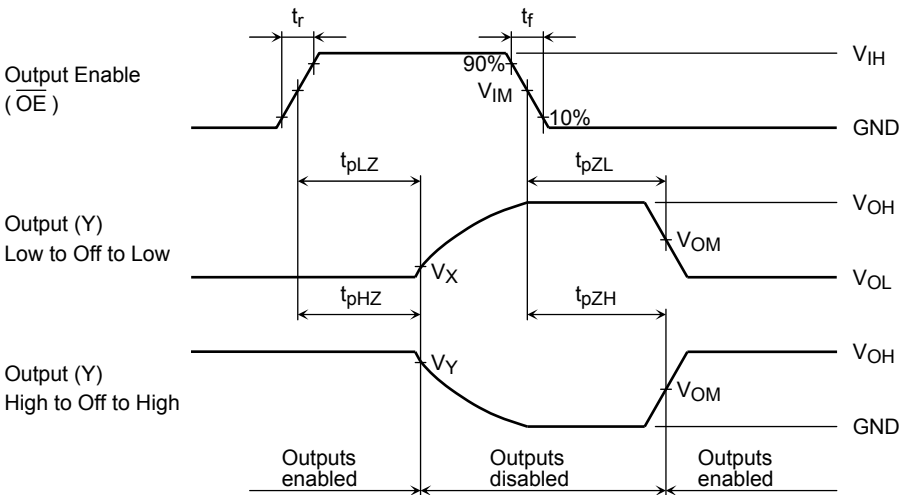 tr
tf
Output Enable
( OE )
90%
VIH
VIM
10%
GND
tpLZ
tpZL
Output (Y)
Low to Off to Low
VOH
VOM
VX
VOL
tpHZ
tpZH
Output (Y)
High to Off to High
VY
VOH
VOM
GND
Outputs
enabled
Outputs
disabled
Outputs
enabled